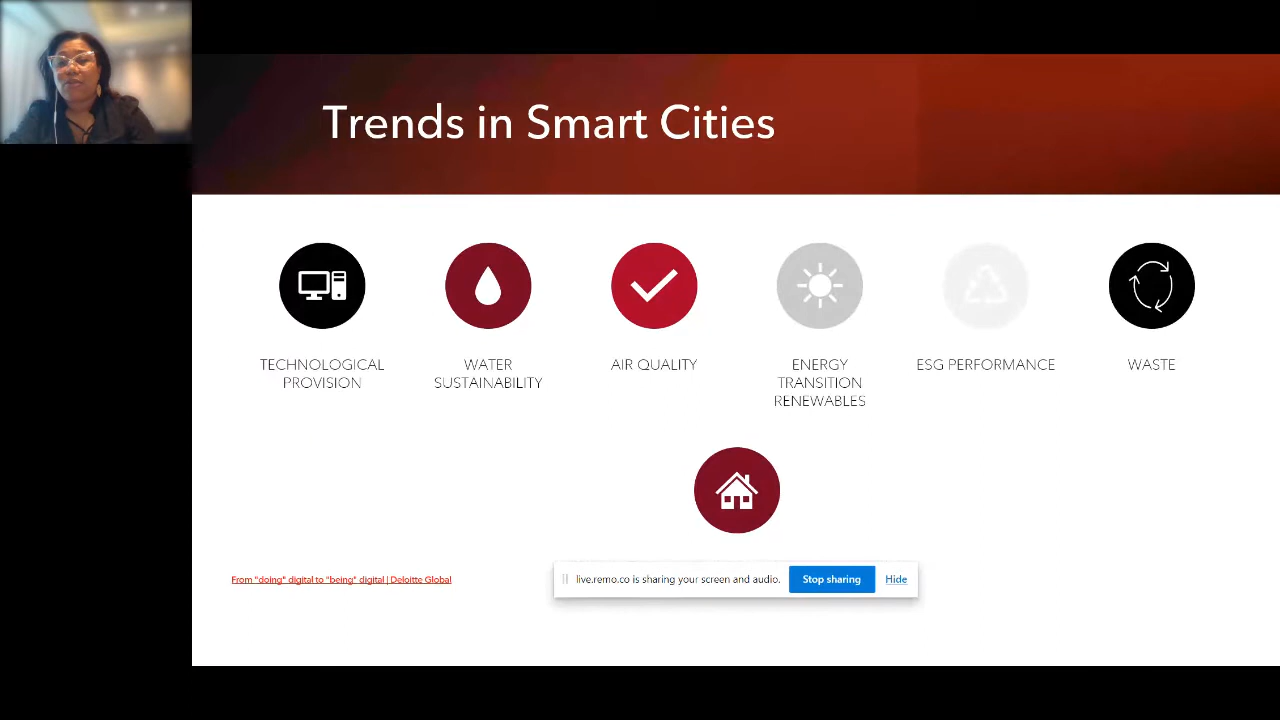 Trends in Smart Cities
TECHNOLOGICAL
PROVISION
WATER
SUSTAINABILITY
AIR QUALITY
ENERGY
TRANSITION
RENEWABLES
ESG PERFORMANCE
WASTE
From "doing" digital to "being" digital | Deloitte Global
live.remo.co is sharing your screen and audio.
Stop sharing
Hide